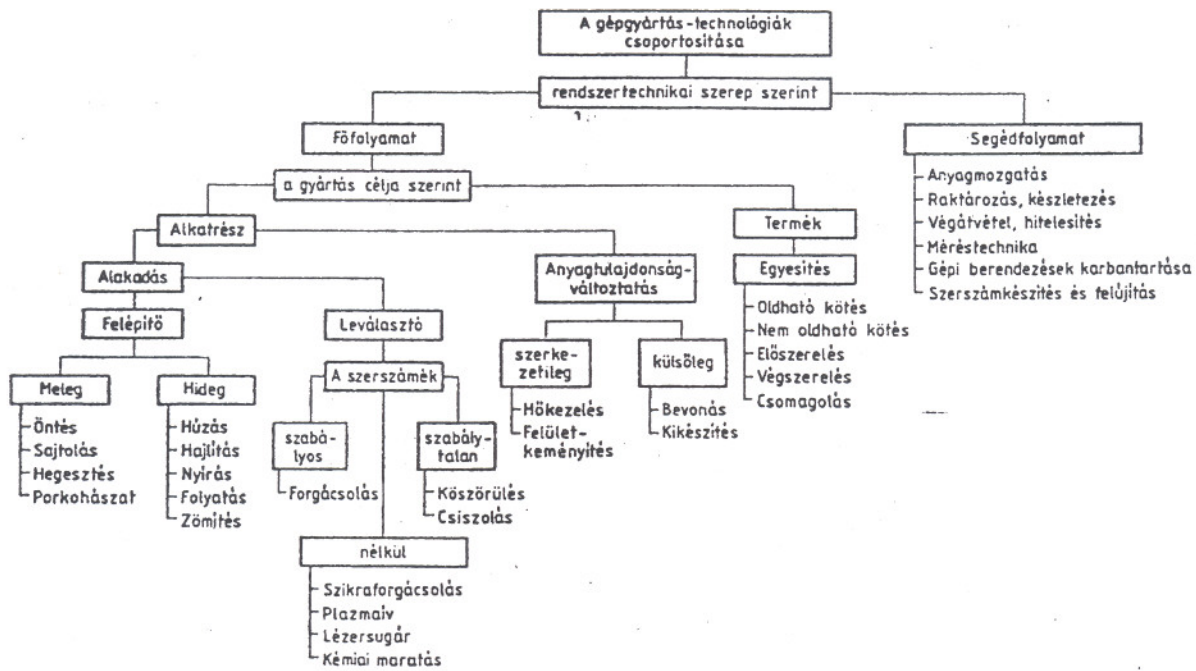 A gépgyártás-technológiák
csoportosítása
rendszertechnikai szerep szerint
Főfolyamat
a gyártás célja szerint
Alkatrész
Alakadás
Felépítő
Meleg
Öntés
Sajtolás
Hegesztés
Porkohászat
Hideg
Húzás
Hajlítás
Nyírás
Folyatás
Zömítés
Leválasztó
A szerszámék
szabá-
lyos
Forgácsolás
szabály-
talan
Köszörülés
Csiszolás
nélkül
Szikraforgácsolás
Plazmaív
Lézersugár
Kémiai maratás
Anyagtulajdonság-
változtatás
szerke-
zetileg
Hőkezelés
Felület-
keményítés
külsőleg
Bevonás
Kikészítés
Termék
Egyesítés
Oldható kötés
Nem oldható kötés
Előszerelés
Végszerelés
Csomagolás
Segédfolyamat
Anyagmozgatás
Raktározás, készletezés
Végátvétel, hitelesítés
Méréstechnika
Gépi berendezések karbantartása
Szerszámkészítés és felújítás